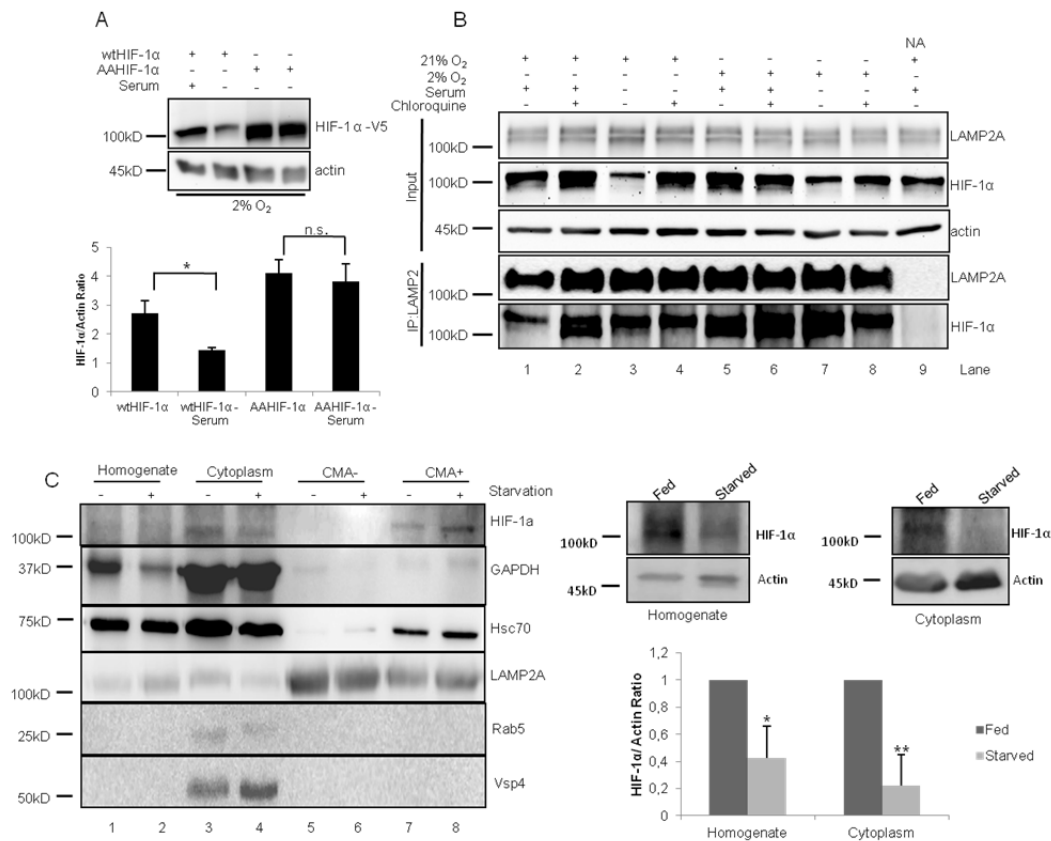 A
wtHIF-1α + + - -
AAHIF-1α - - + +
Serum + - + -
100kD HIF-1α-V5
45kD actin
2% O2
HIF-1α/Actin Ratio
5
4
3
2
1
0
*
n.s.
wtHIF-1α wtHIF-1α-Serum AAHIF-1α AAHIF-1α-Serum
B
NA
21% O2 + + + + - - - - +
2% O2 - - - - + + + + -
Serum + + - - + + - - +
Chloroquine - + - + - + - + -
Input
100kD LAMP2A
100kD HIF-1α
45kD actin
IP:LAMP2
100kD LAMP2A
100kD HIF-1α
1 2 3 4 5 6 7 8 9 Lane
C
Homogenate Cytoplasm CMA- CMA+
- + - + - + - + Starvation
100kD HIF-1a
37kD GAPDH
75kD Hsc70
100kD LAMP2A
25kD Rab5
50kD Vsp4
1 2 3 4 5 6 7 8
Fed Starved
100kD HIF-1α
45kD Actin
Homogenate
Fed Starved
100kD HIF-1α
45kD Actin
Cytoplasm
HIF-1α/Actin Ratio
1,2
1
0,8
0,6
0,4
0,2
0
*
**
Fed
Starved
Homogenate Cytoplasm